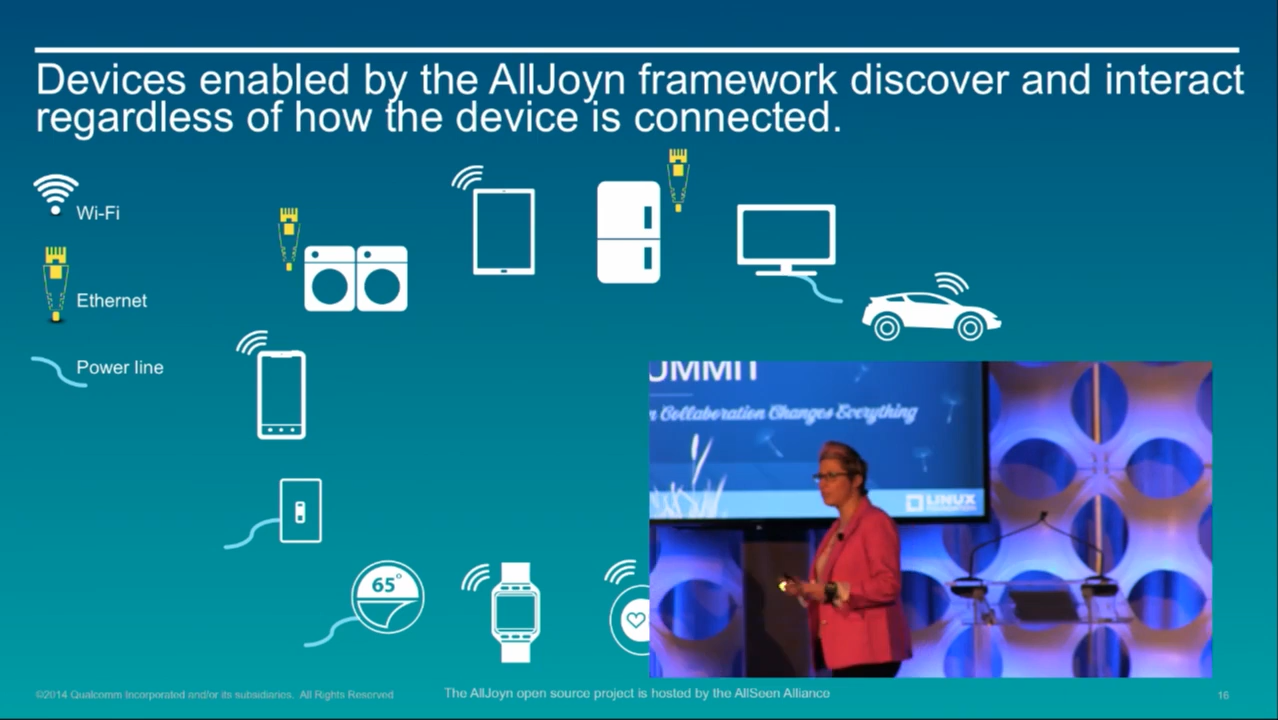 Devices enabled by the AllJoyn framework discover and interact
regardless of how the device is connected.
Wi-Fi
Ethernet
Power line
65°
UMMIT
n Collaboration Changes Everything
LINUX
©2014 Qualcomm Incorporated and/or its subsidiaries. All Rights Reserved
The AllJoyn open source project is hosted by the AllSeen Alliance
16